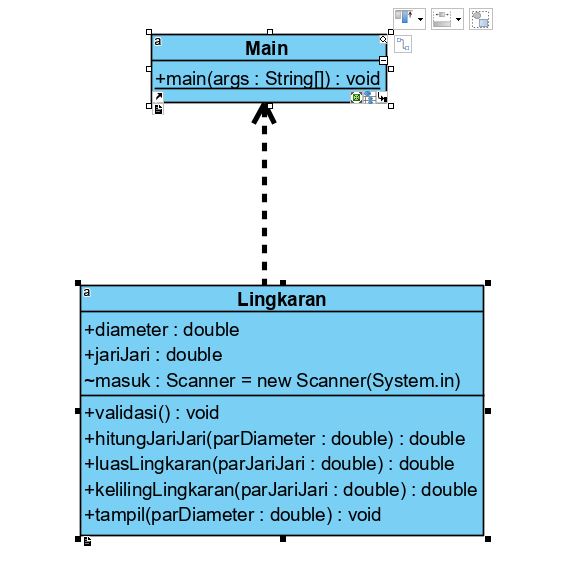 a
Main
+main(args : String[]) : void
a
Lingkaran
+diameter : double
+jariJari : double
~masuk : Scanner = new Scanner(System.in)
+validasi() : void
+hitungJariJari(parDiameter : double) : double
+luasLingkaran(parJariJari : double) : double
+kelilingLingkaran(parJariJari : double) : double
+tampil(parDiameter : double) : void